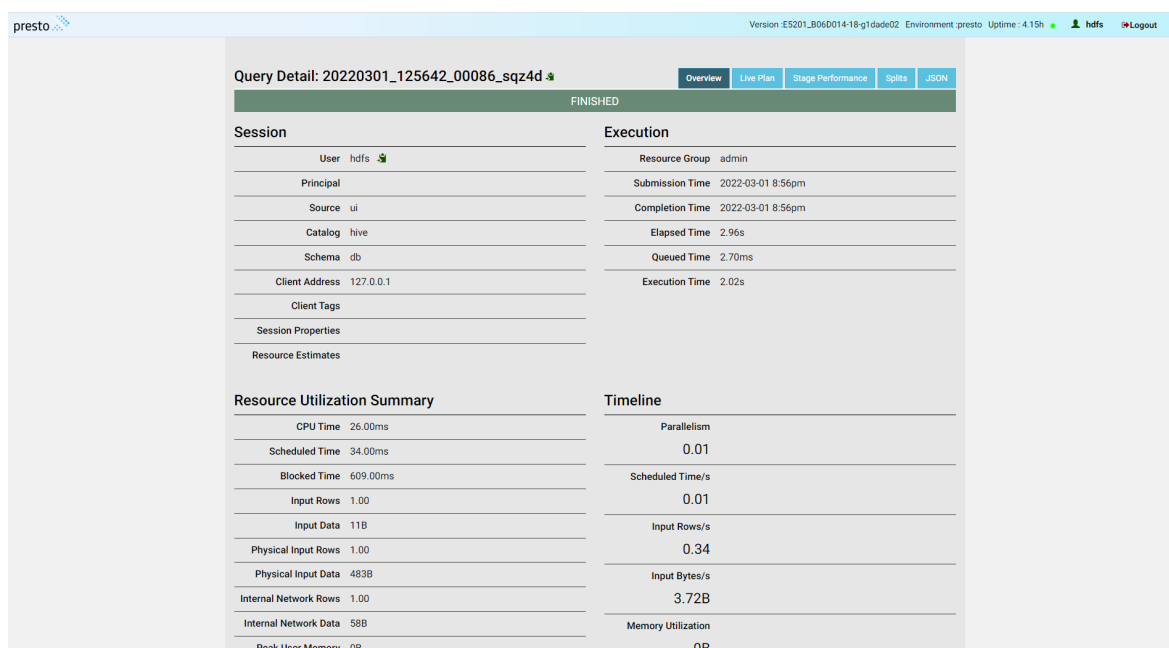 presto
Version :E5201_B06D014-18-g1dade02 Environment :presto Uptime : 4.15h hdfs Logout
Query Detail: 20220301_125642_00086_sqz4d
Overview Live Plan Stage Performance Splits JSON
FINISHED
Session
User hdfs
Principal
Source ui
Catalog hive
Schema db
Client Address 127.0.0.1
Client Tags
Session Properties
Resource Estimates
Execution
Resource Group admin
Submission Time 2022-03-01 8:56pm
Completion Time 2022-03-01 8:56pm
Elapsed Time 2.96s
Queued Time 2.70ms
Execution Time 2.02s
Resource Utilization Summary
CPU Time 26.00ms
Scheduled Time 34.00ms
Blocked Time 609.00ms
Input Rows 1.00
Input Data 11B
Physical Input Rows 1.00
Physical Input Data 483B
Internal Network Rows 1.00
Internal Network Data 58B
Peak User Memory 0B
Timeline
Parallelism
0.01
Scheduled Time/s
0.01
Input Rows/s
0.34
Input Bytes/s
3.72B
Memory Utilization
0B